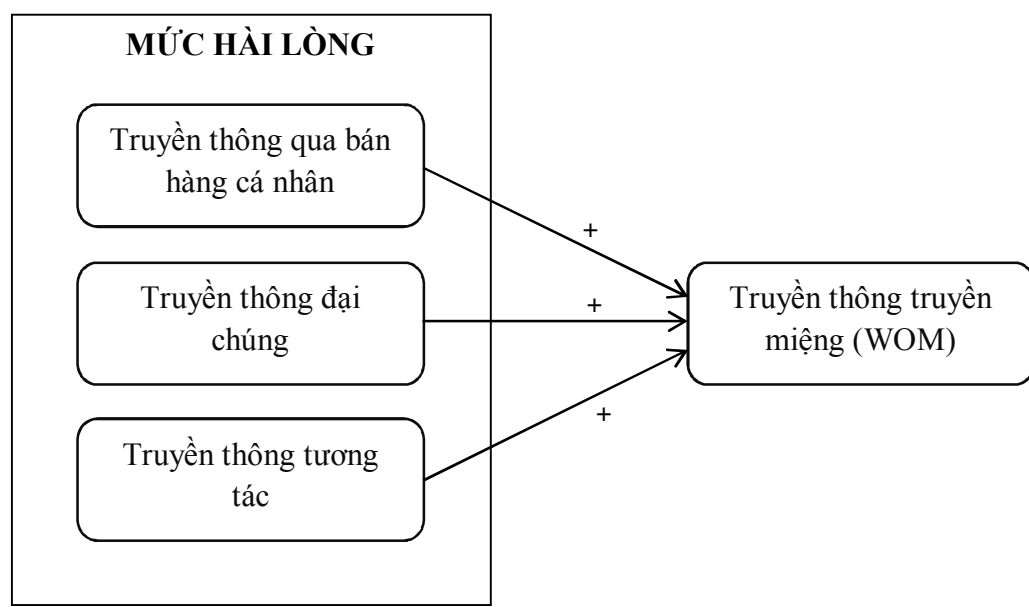 MỨC HÀI LÒNG
Truyền thông qua bán
hàng cá nhân
+
Truyền thông đại
chúng
+
Truyền thông truyền
miệng (WOM)
Truyền thông tương
tác
+